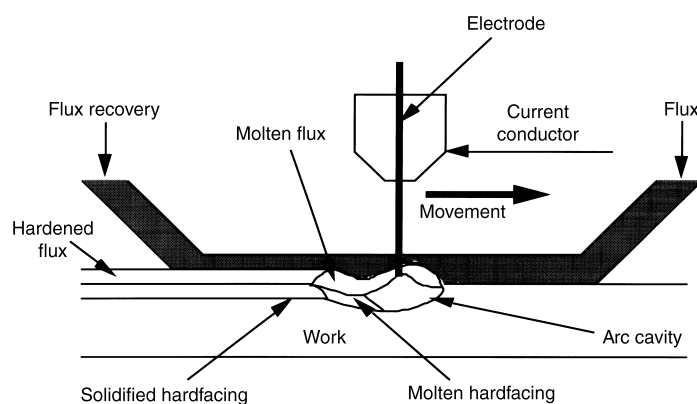 Electrode
Flux recovery
Molten flux
Current
conductor
Flux
Movement
Hardened
flux
Work
Arc cavity
Solidified hardfacing
Molten hardfacing